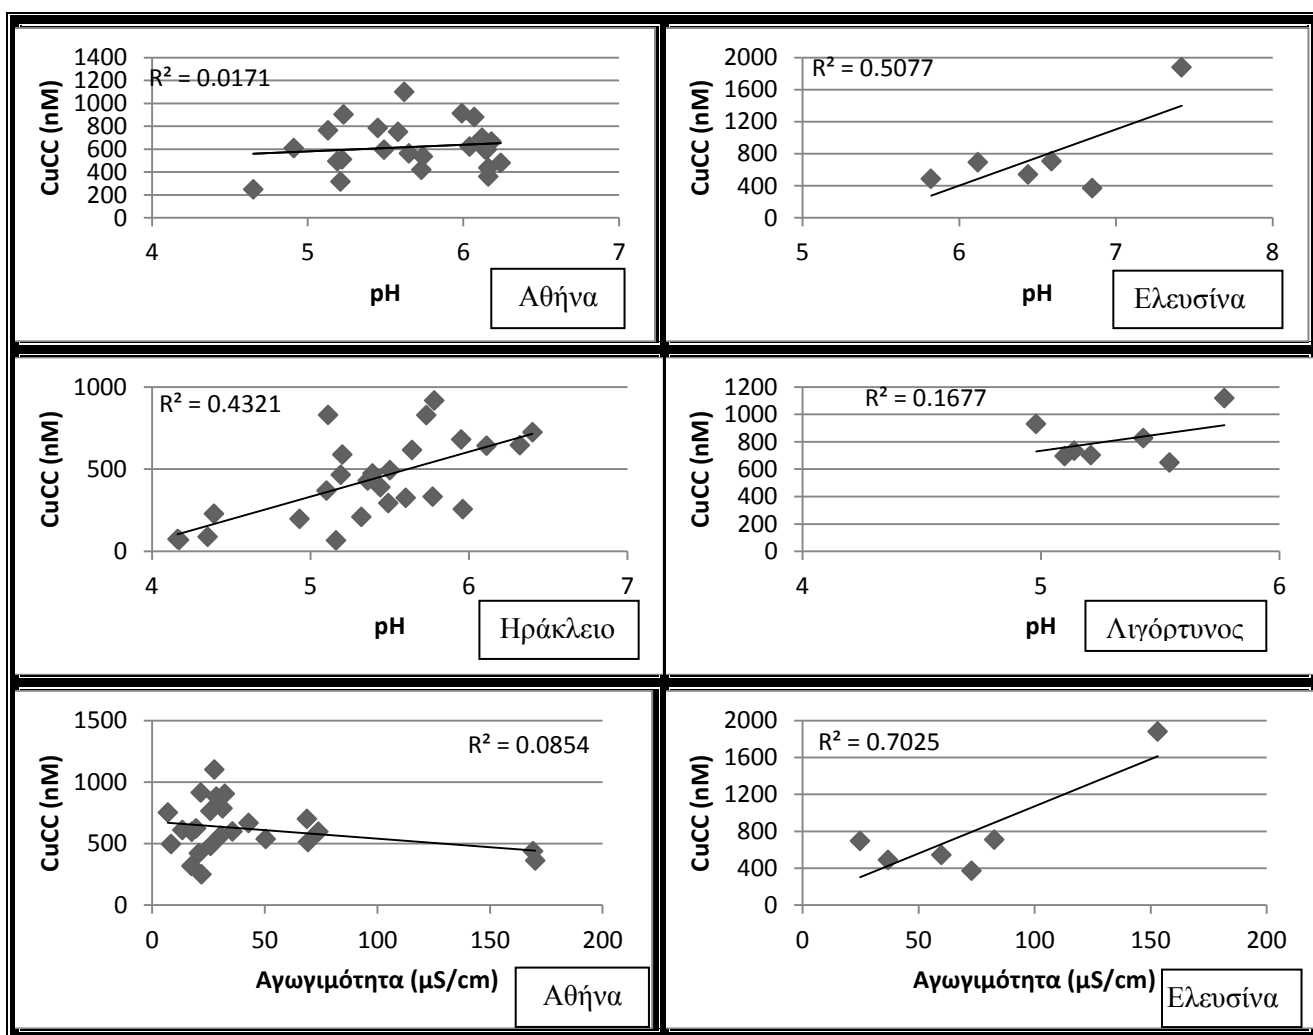 CuCC (nM)
1400
1200
1000
800
600
400
200
0
R² = 0.0171
4 5 6 7
pH
Αθήνα
CuCC (nM)
2000
1600
1200
800
400
0
R² = 0.5077
5 6 7 8
pH
Ελευσίνα
CuCC (nM)
1000
500
0
R² = 0.4321
4 5 6 7
pH
Ηράκλειο
CuCC (nM)
1200
1000
800
600
400
200
0
R² = 0.1677
4 5 6
pH
Λιγόρτυνος
CuCC (nM)
1500
1000
500
0
R² = 0.0854
0 50 100 150 200
Αγωγιμότητα (μS/cm)
Αθήνα
CuCC (nM)
2000
1600
1200
800
400
0
R² = 0.7025
0 50 100 150 200
Αγωγιμότητα (μS/cm)
Ελευσίνα